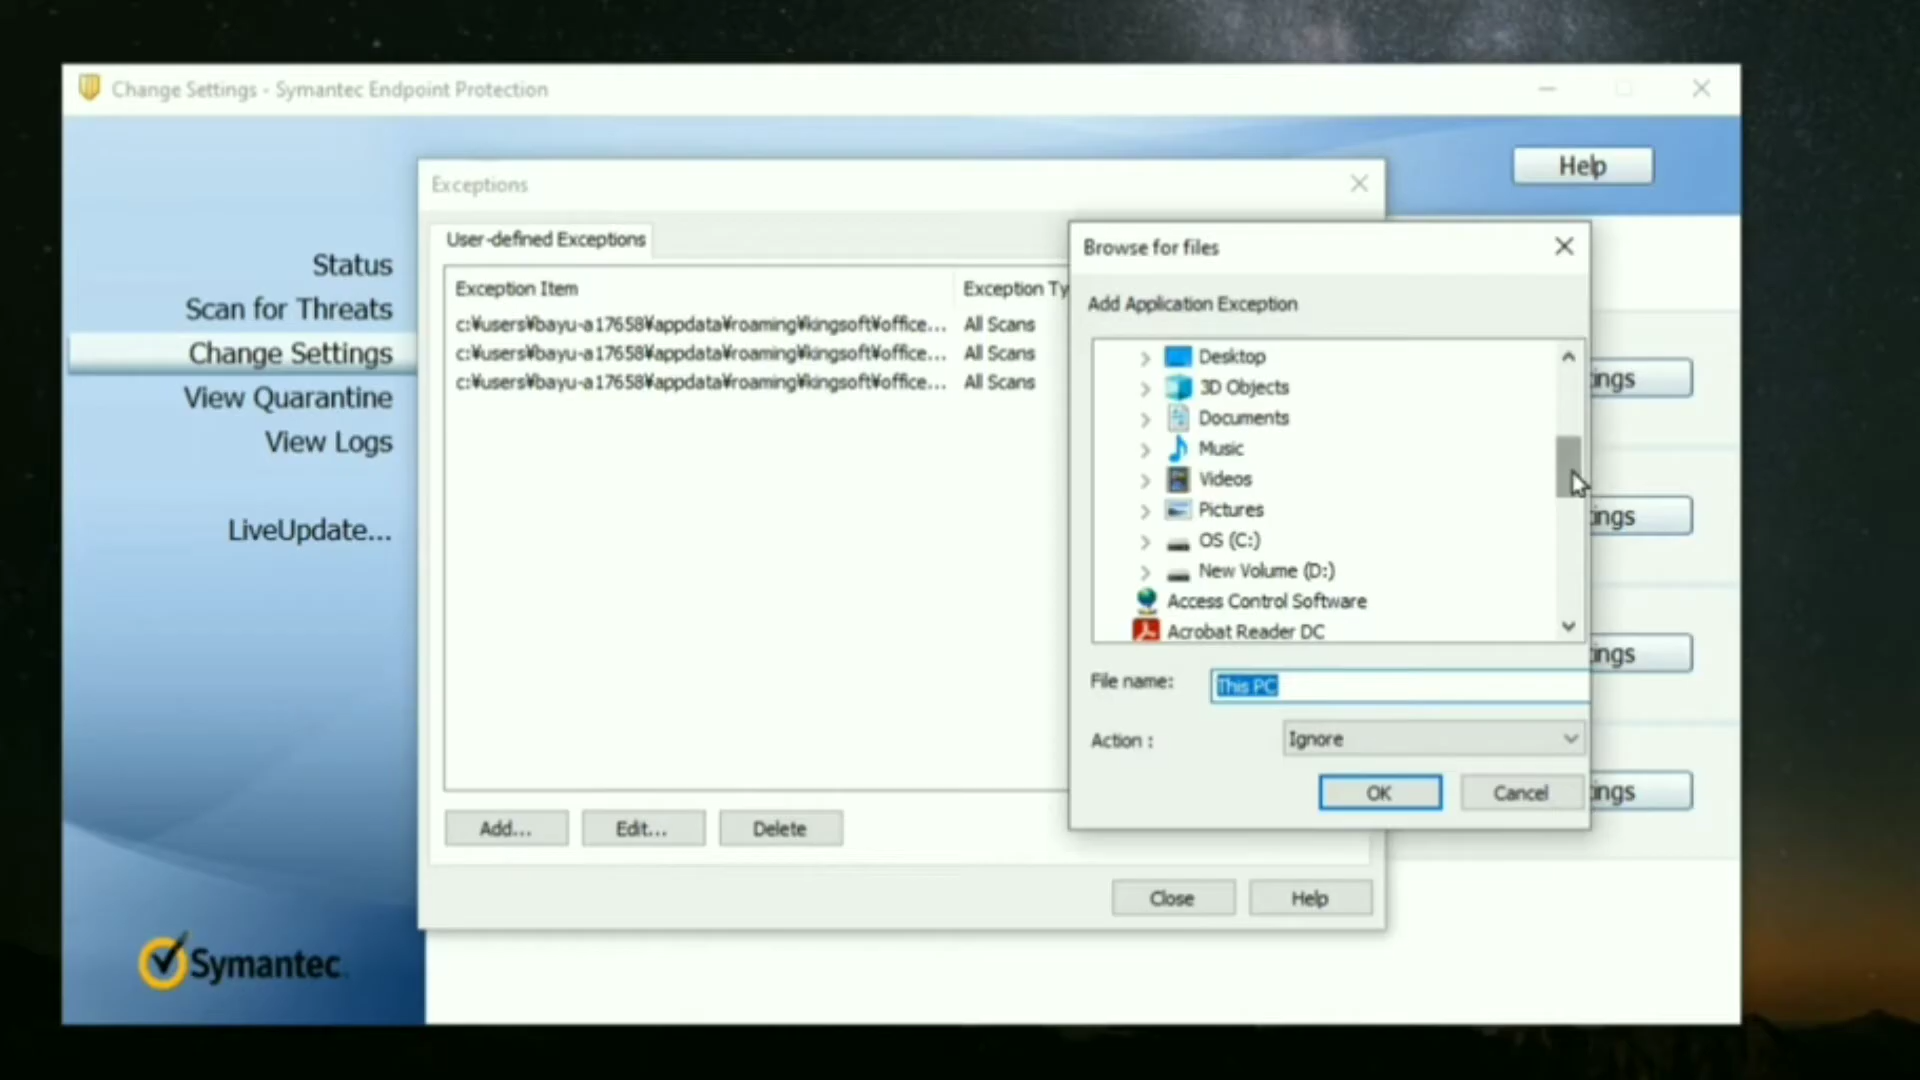 Change Settings - Symantec Endpoint Protection
Help
Status
Scan for Threats
Change Settings
View Quarantine
View Logs
LiveUpdate...
Symantec
Exceptions
User-defined Exceptions
Exception Item
Exception Ty
c:¥users¥bayu-a17658¥appdata¥roaming¥kingsoft¥office... All Scans
c:¥users¥bayu-a17658¥appdata¥roaming¥kingsoft¥office... All Scans
c:¥users¥bayu-a17658¥appdata¥roaming¥kingsoft¥office... All Scans
Add...
Edit...
Delete
Close
Help
Browse for files
Add Application Exception
Desktop
3D Objects
Documents
Music
Videos
Pictures
OS (C:)
New Volume (D:)
Access Control Software
Acrobat Reader DC
File name: This PC
Action : Ignore
OK
Cancel
ings
ings
ings
ings